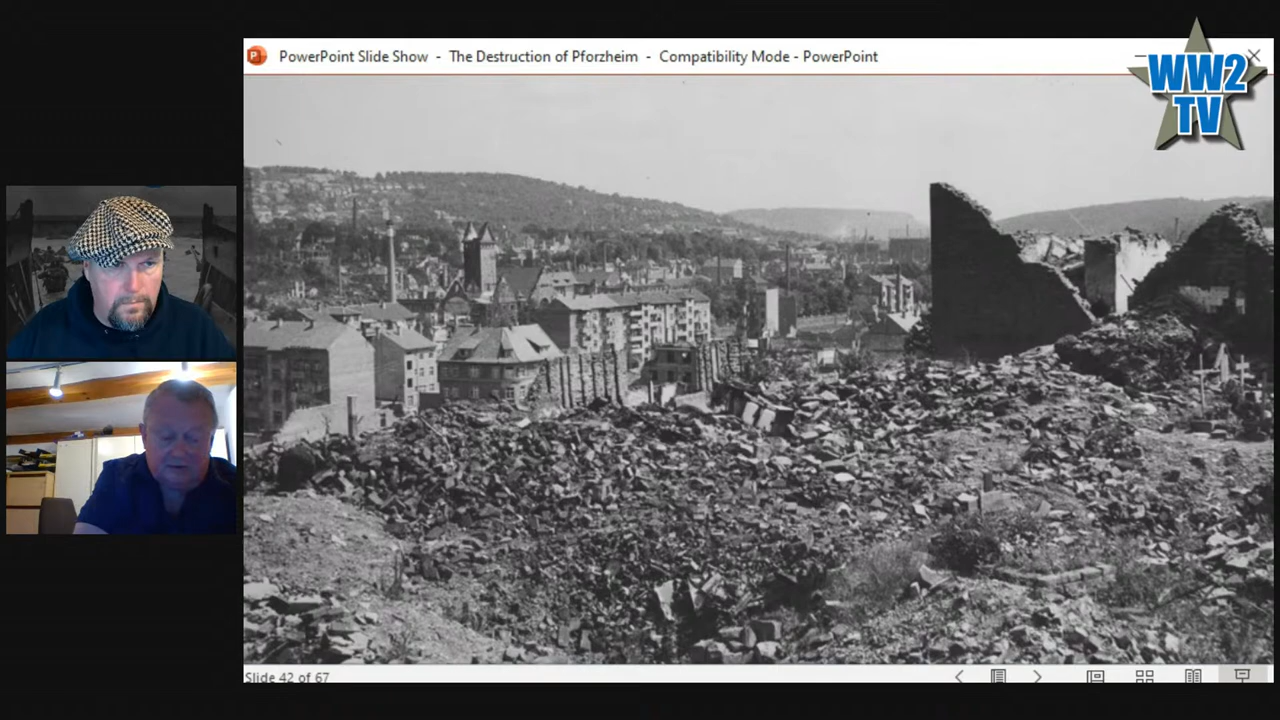 PowerPoint Slide Show - The Destruction of Pforzheim - Compatibility Mode - PowerPoint
WW2
TV
Slide 42 of 67